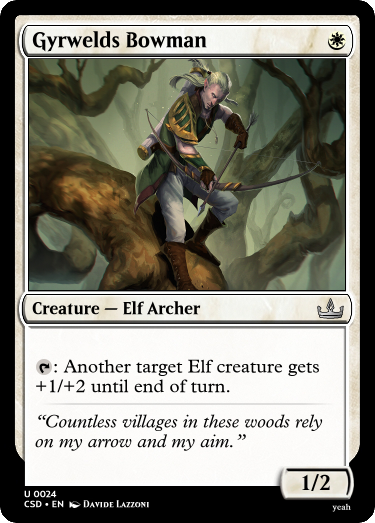 Gyrwelds Bowman
Creature — Elf Archer
: Another target Elf creature gets
+1/+2 until end of turn.
“Countless villages in these woods rely
on my arrow and my aim.”
1/2
U 0024
CSD • EN Davide Lazzoni
yeah